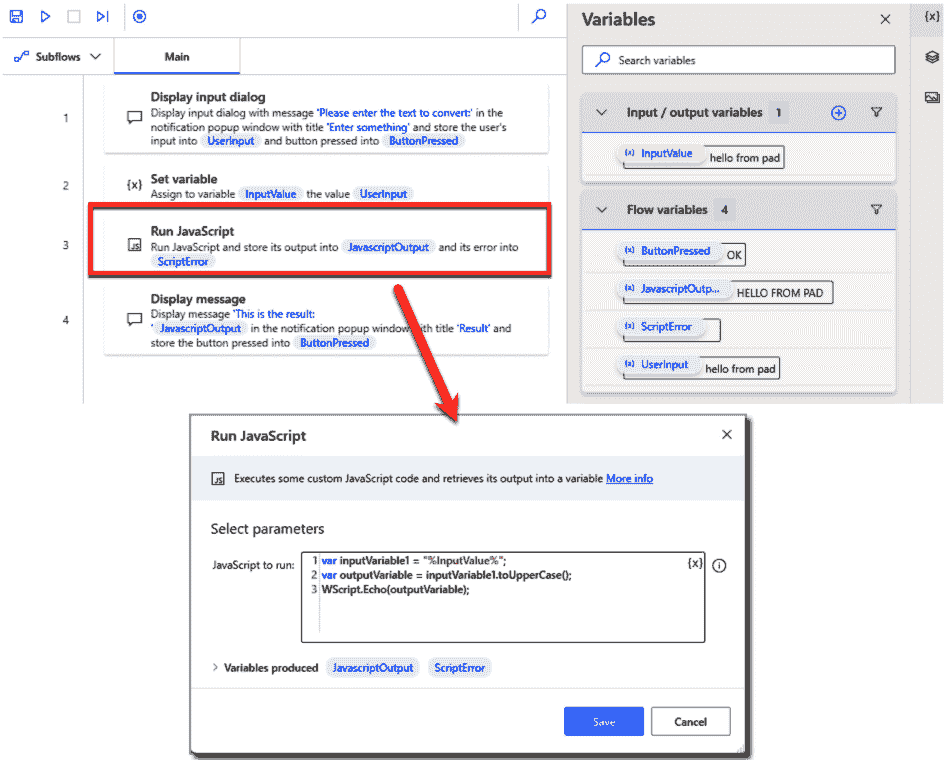 Subflows
Main
1
Display input dialog
Display input dialog with message 'Please enter the text to convert:' in the
notification popup window with title 'Enter something' and store the user's
input into UserInput and button pressed into ButtonPressed
2
{x} Set variable
Assign to variable InputValue the value UserInput
3
JS
Run JavaScript
Run JavaScript and store its output into JavascriptOutput and its error into
ScriptError
4
Display message
Display message 'This is the result:
' JavascriptOutput in the notification popup window with title 'Result' and
store the button pressed into ButtonPressed
Variables
{x}
Search variables
Input / output variables 1
(x) InputValue hello from pad
Flow variables 4
(x) ButtonPressed OK
(x) JavascriptOutp... HELLO FROM PAD
(x) ScriptError
(x) UserInput hello from pad
Run JavaScript
JS Executes some custom JavaScript code and retrieves its output into a variable More info
Select parameters
JavaScript to run:
1 var inputVariable1 = "%InputValue%";
2 var outputVariable = inputVariable1.toUpperCase();
3 WScript.Echo(outputVariable);
{x}
Variables produced JavascriptOutput ScriptError
Save Cancel